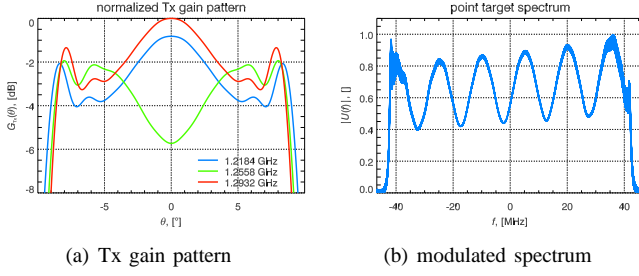 normalized Tx gain pattern
0
-2
-4
-6
-8
Gₙ(θ), [dB]
1.2184 GHz
1.2558 GHz
1.2932 GHz
-5 0 5
θ, [°]
(a) Tx gain pattern
point target spectrum
1.0
0.8
0.6
0.4
0.2
0.0
|U(f)|, []
-40 -20 0 20 40
f, [MHz]
(b) modulated spectrum